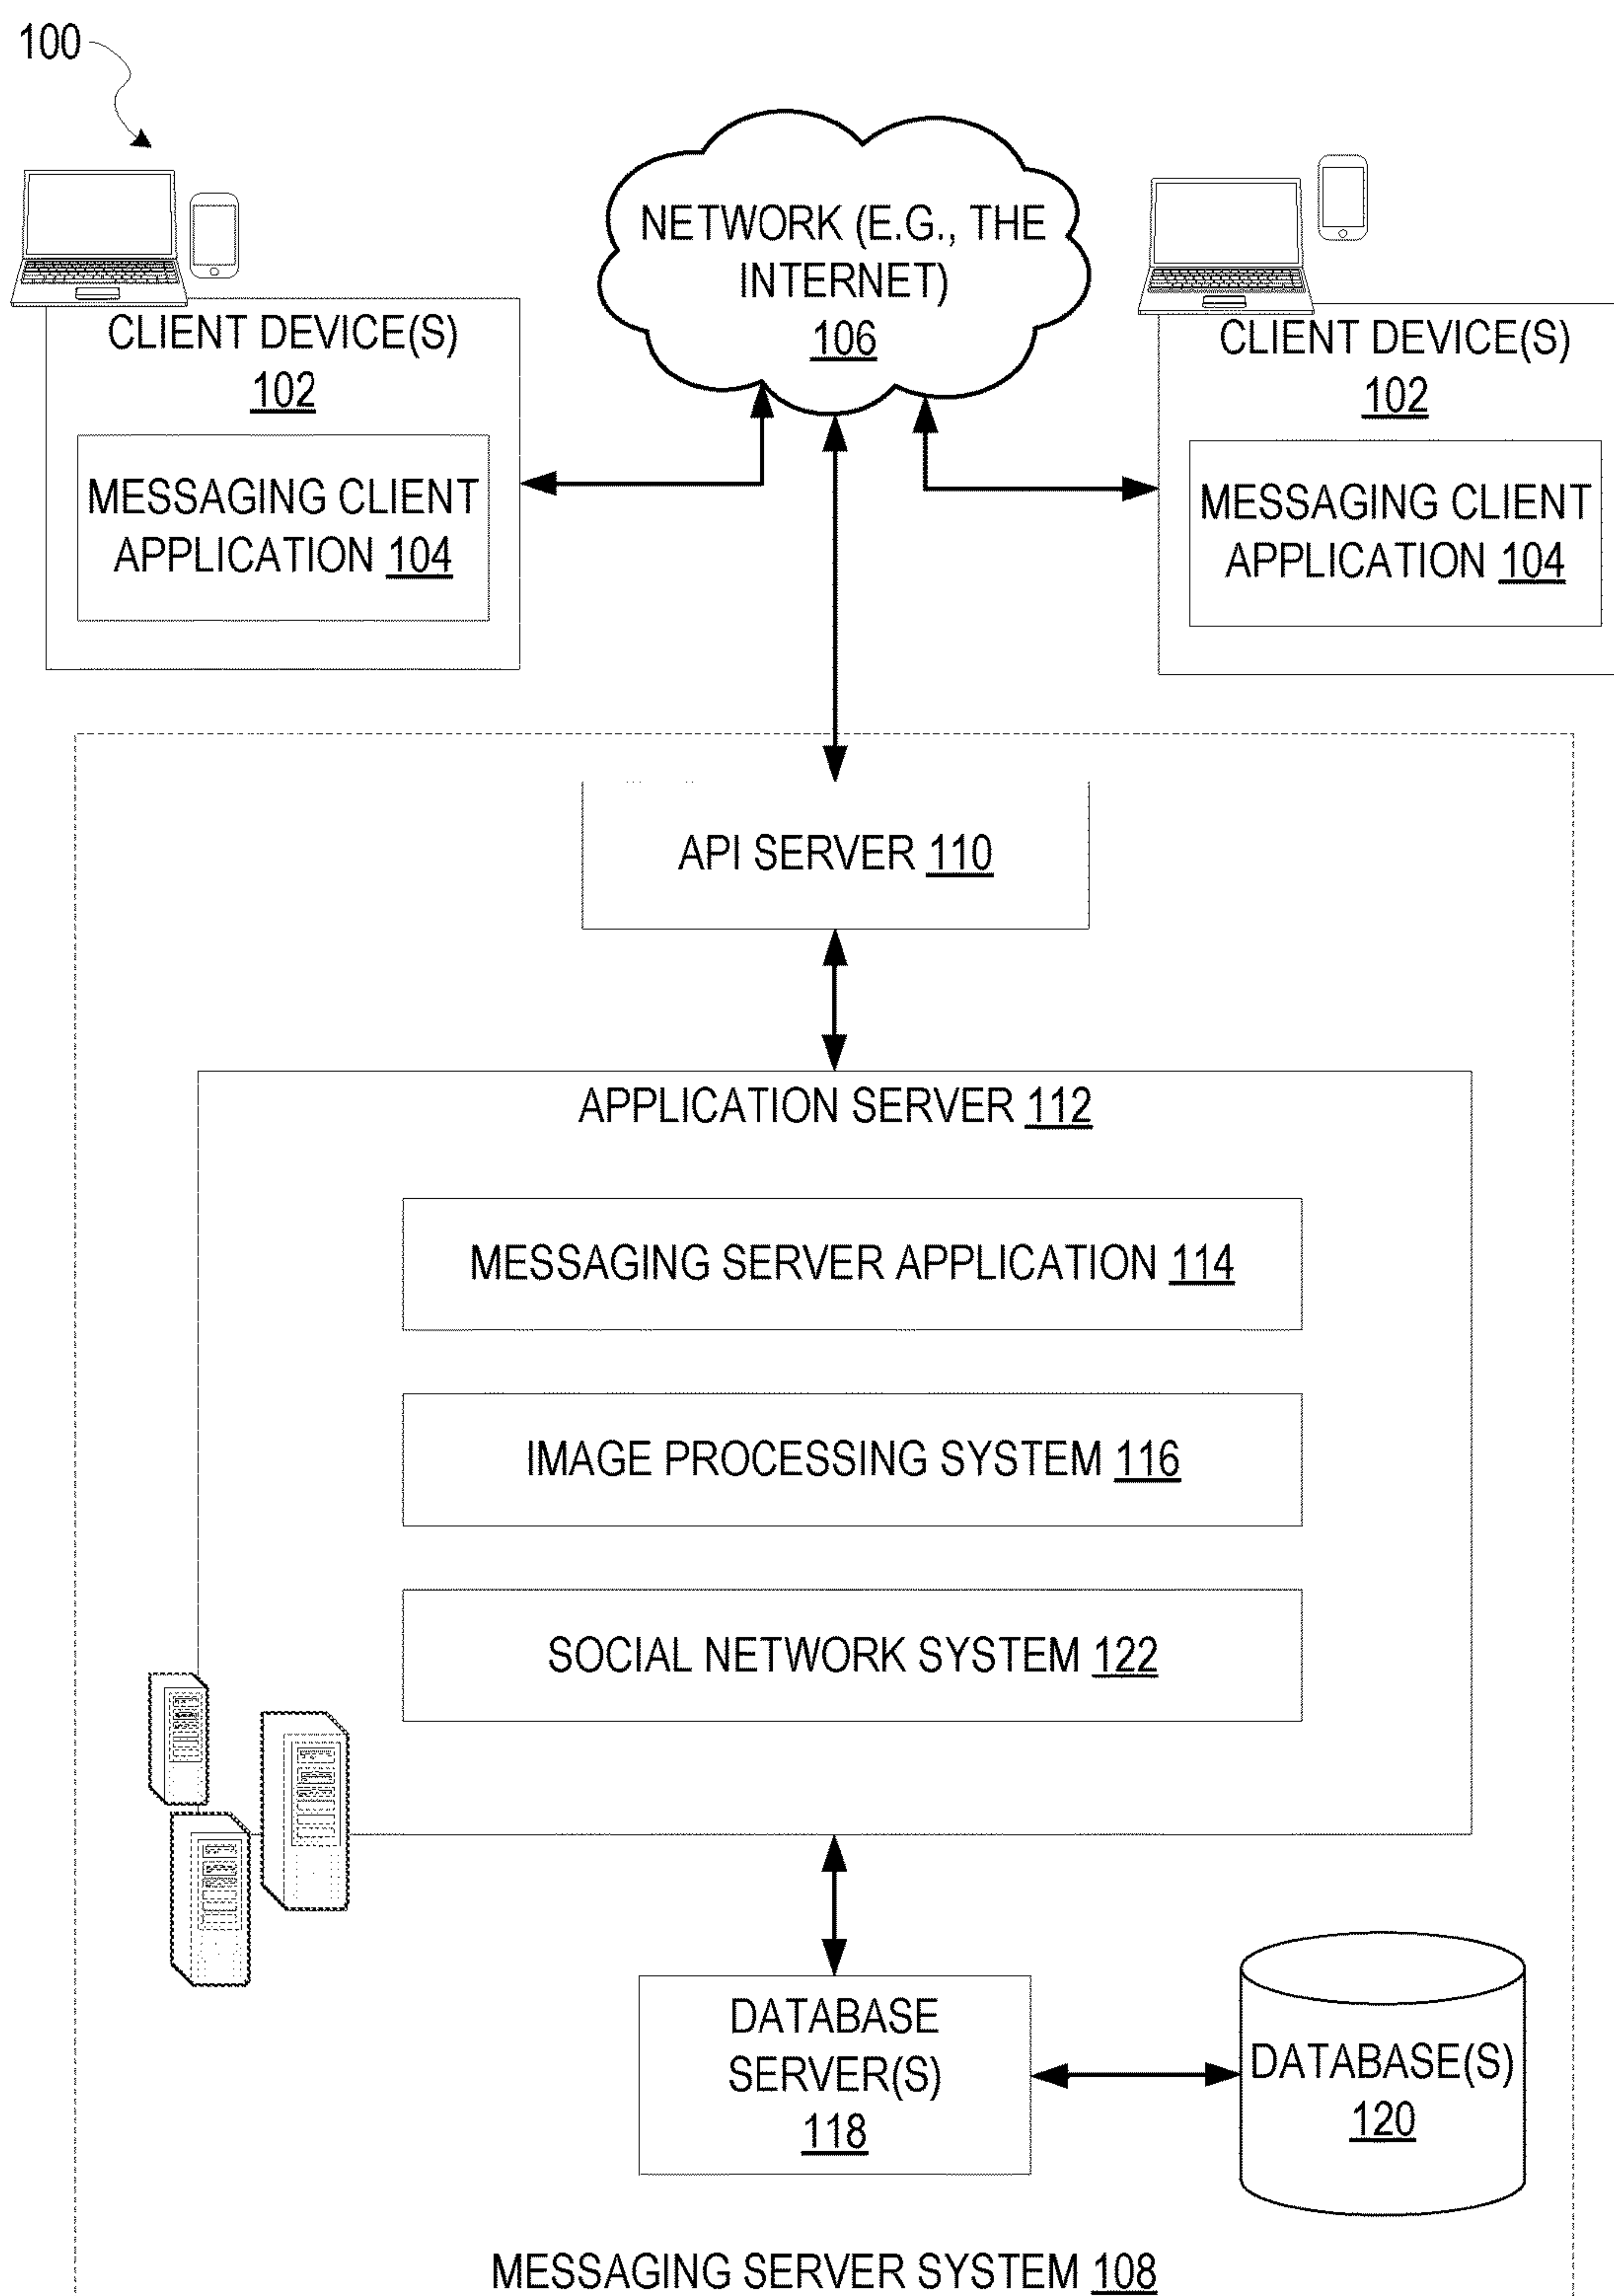 100
NETWORK (E.G., THE
INTERNET)
106
CLIENT DEVICE(S)
102
MESSAGING CLIENT
APPLICATION 104
CLIENT DEVICE(S)
102
MESSAGING CLIENT
APPLICATION 104
API SERVER 110
APPLICATION SERVER 112
MESSAGING SERVER APPLICATION 114
IMAGE PROCESSING SYSTEM 116
SOCIAL NETWORK SYSTEM 122
DATABASE
SERVER(S)
118
DATABASE(S)
120
MESSAGING SERVER SYSTEM 108